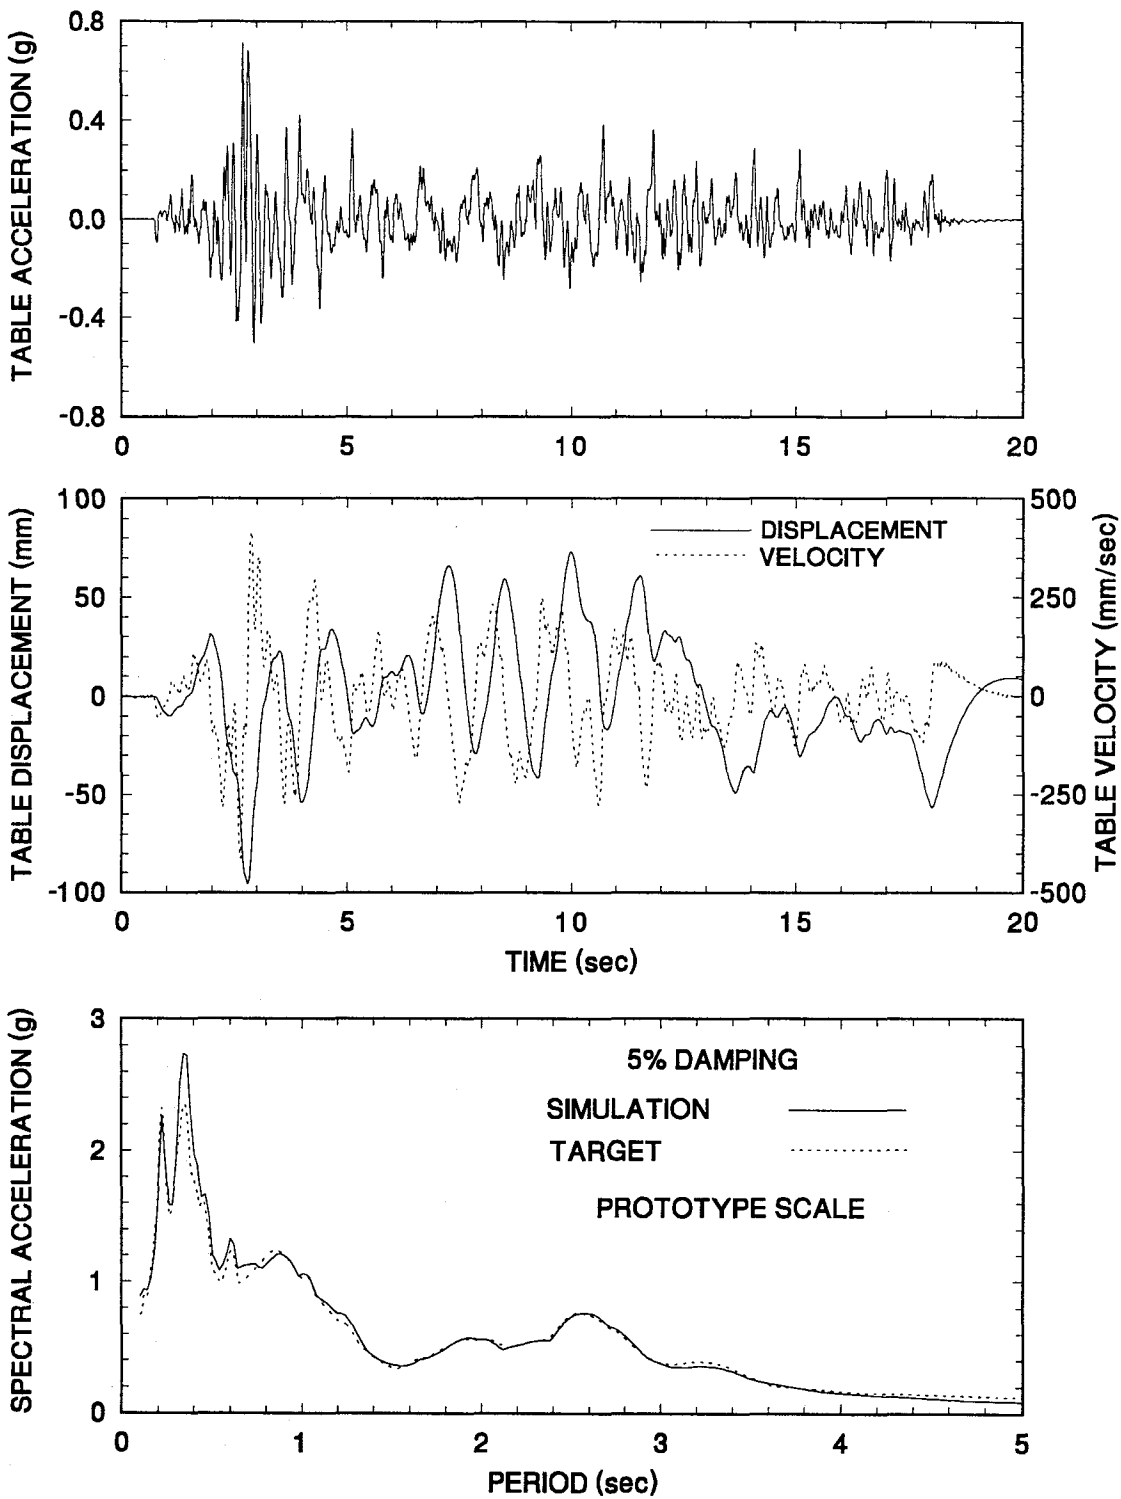 TABLE ACCELERATION (g)
0.8
0.4
0.0
-0.4
-0.8
0 5 10 15 20
TABLE DISPLACEMENT (mm)
100
50
0
-50
-100
DISPLACEMENT
VELOCITY
500
250
0
-250
-500
TABLE VELOCITY (mm/sec)
0 5 10 15 20
TIME (sec)
SPECTRAL ACCELERATION (g)
3
2
1
0
5% DAMPING
SIMULATION
TARGET
PROTOTYPE SCALE
0 1 2 3 4 5
PERIOD (sec)